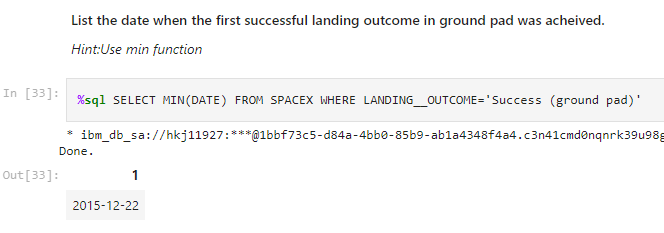 List the date when the first successful landing outcome in ground pad was acheived.
Hint:Use min function
In [33]: %sql SELECT MIN(DATE) FROM SPACEX WHERE LANDING__OUTCOME='Success (ground pad)'
* ibm_db_sa://hkj11927:***@1bbf73c5-d84a-4bb0-85b9-ab1a4348f4a4.c3n41cmd0nqnrk39u98g
Done.
Out[33]: 1
2015-12-22